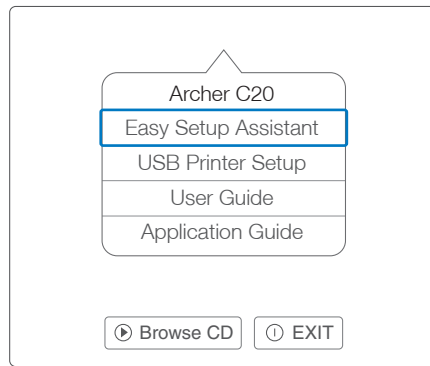 Archer C20
Easy Setup Assistant
USB Printer Setup
User Guide
Application Guide
Browse CD EXIT